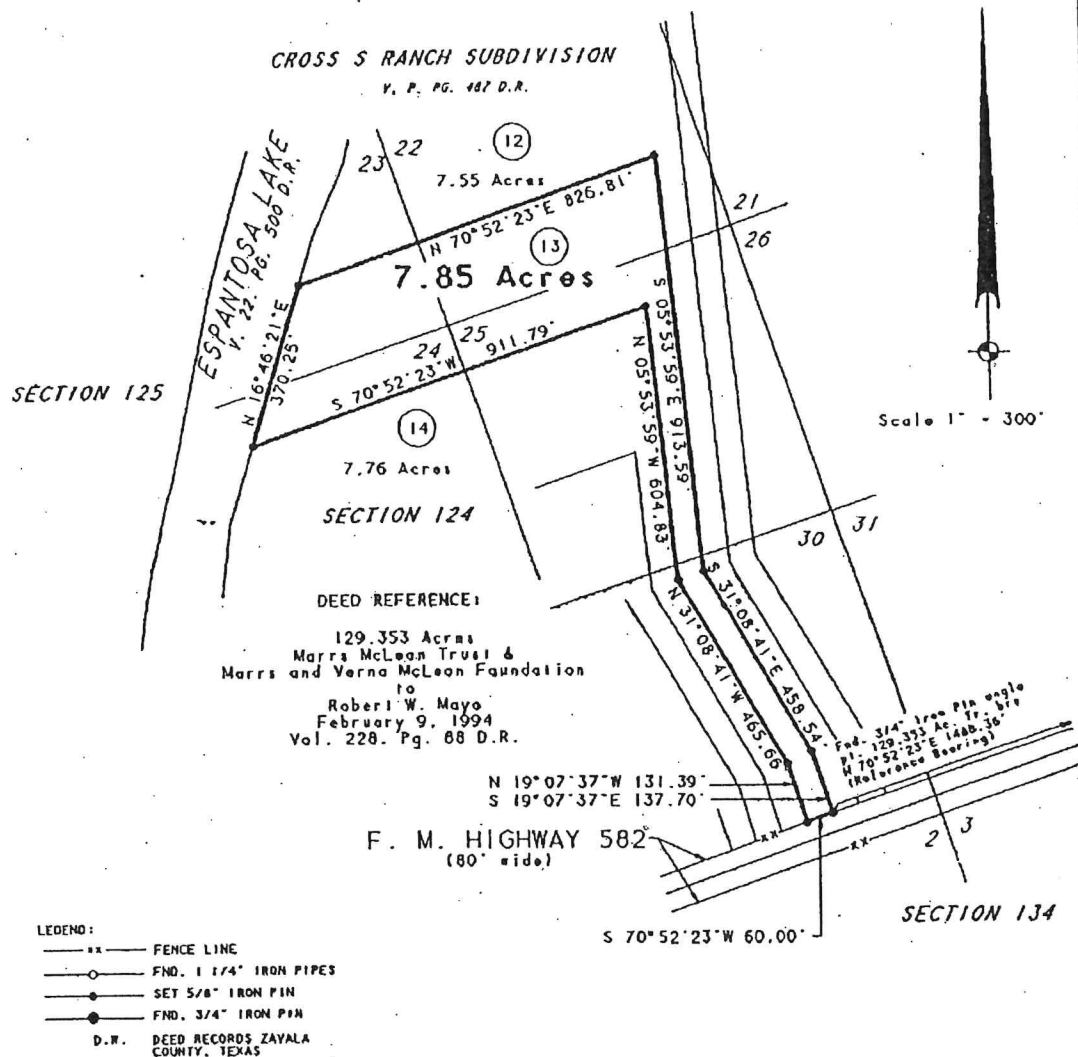 CROSS S RANCH SUBDIVISION
V. P. PG. 487 D.R.
12
7.55 Acres
23
22
N 70°52'23"E 826.81'
13
7.85 Acres
21
26
ESPANTOSA LAKE
V. 22. PG. 500 D.R.
N 16°46'21"E
370.25'
24
25
S 70°52'23"W 911.79'
SECTION 125
14
7.76 Acres
SECTION 124
S 05°53'59"E 913.59'
N 05°53'59"W 604.83'
Scale 1" - 300'
30
31
DEED REFERENCE:
129.353 Acres
Marrs McLean Trust &
Marrs and Verna McLean Foundation
to
Robert W. Mayo
February 9, 1994
Vol. 228. Pg. 88 D.R.
N 31°08'41"W 465.66
S 31°08'41"E 458.54'
Fnd. 3/4" Iron Pin angle
pt. 129.353 Ac. Tr. brs
N 70°52'23"E 1488.36'
(Reference Bearing)
N 19°07'37"W 131.39'
S 19°07'37"E 137.70'
F. M. HIGHWAY 582
(80' wide)
xx
xx
2
3
SECTION 134
S 70°52'23"W 60.00'
LEGEND:
xx FENCE LINE
FND. 1 1/4" IRON PIPES
SET 5/8" IRON PIN
FND. 3/4" IRON PIN
D.R. DEED RECORDS ZAVALA
COUNTY, TEXAS